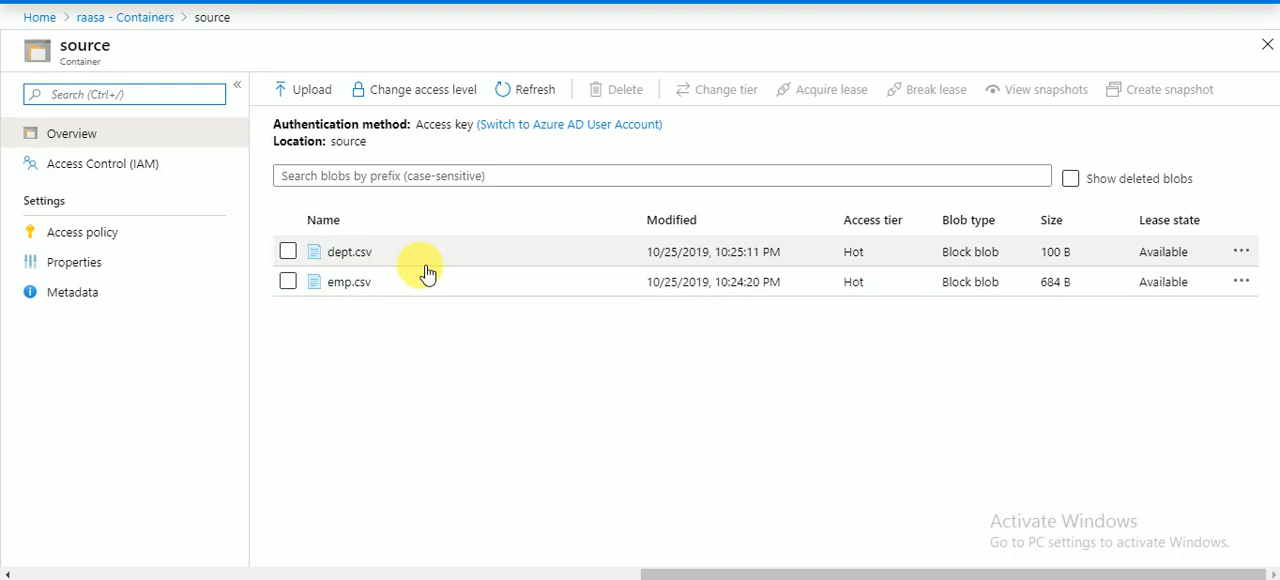 Home > raasa - Containers > source
source
Container
Search (Ctrl+/)
«
Overview
Access Control (IAM)
Settings
Access policy
Properties
Metadata
Upload Change access level Refresh Delete Change tier Acquire lease Break lease View snapshots Create snapshot
Authentication method: Access key (Switch to Azure AD User Account)
Location: source
Search blobs by prefix (case-sensitive)
Show deleted blobs
Name Modified Access tier Blob type Size Lease state
dept.csv 10/25/2019, 10:25:11 PM Hot Block blob 100 B Available ...
emp.csv 10/25/2019, 10:24:20 PM Hot Block blob 684 B Available ...
Activate Windows
Go to PC settings to activate Windows.